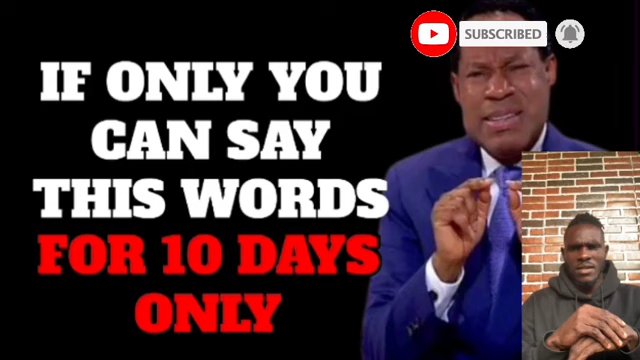 SUBSCRIBED
IF ONLY YOU
CAN SAY
THIS WORDS
FOR 10 DAYS
ONLY